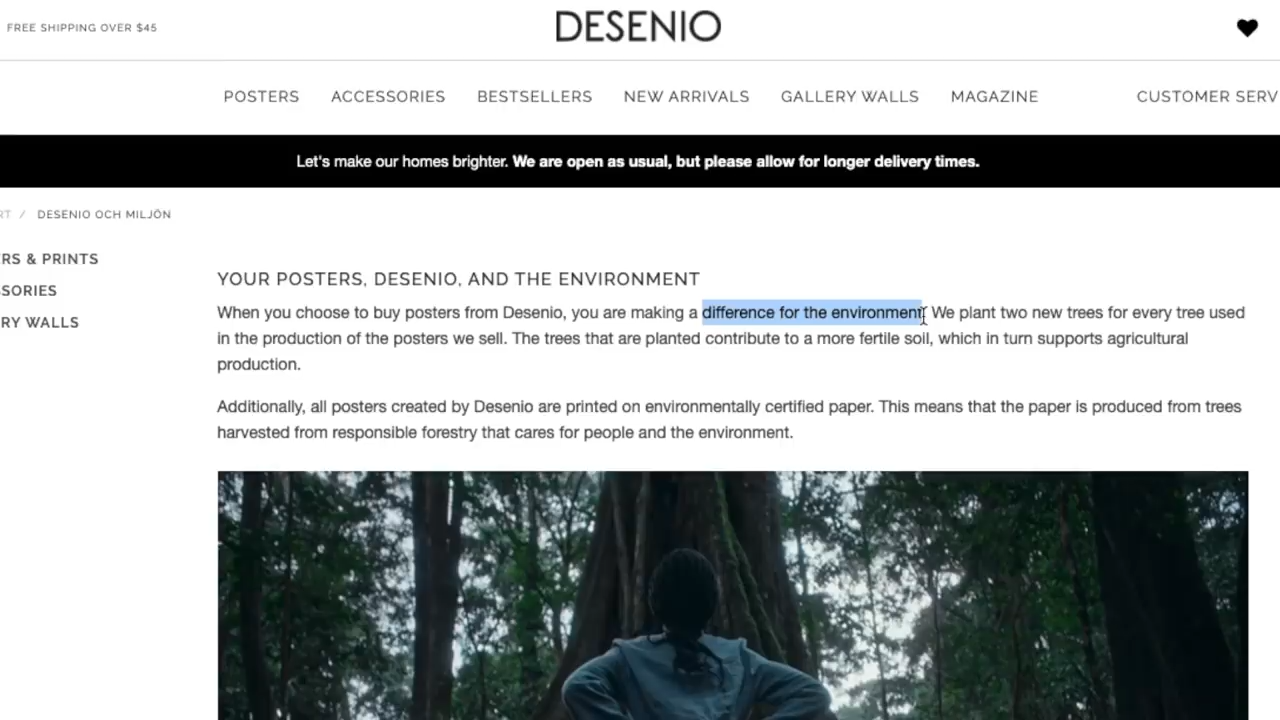 FREE SHIPPING OVER $45
DESENIO
POSTERS ACCESSORIES BESTSELLERS NEW ARRIVALS GALLERY WALLS MAGAZINE CUSTOMER SERV
Let's make our homes brighter. We are open as usual, but please allow for longer delivery times.
RT / DESENIO OCH MILJÖN
ERS & PRINTS
SORIES
RY WALLS
YOUR POSTERS, DESENIO, AND THE ENVIRONMENT
When you choose to buy posters from Desenio, you are making a difference for the environment. We plant two new trees for every tree used
in the production of the posters we sell. The trees that are planted contribute to a more fertile soil, which in turn supports agricultural
production.
Additionally, all posters created by Desenio are printed on environmentally certified paper. This means that the paper is produced from trees
harvested from responsible forestry that cares for people and the environment.